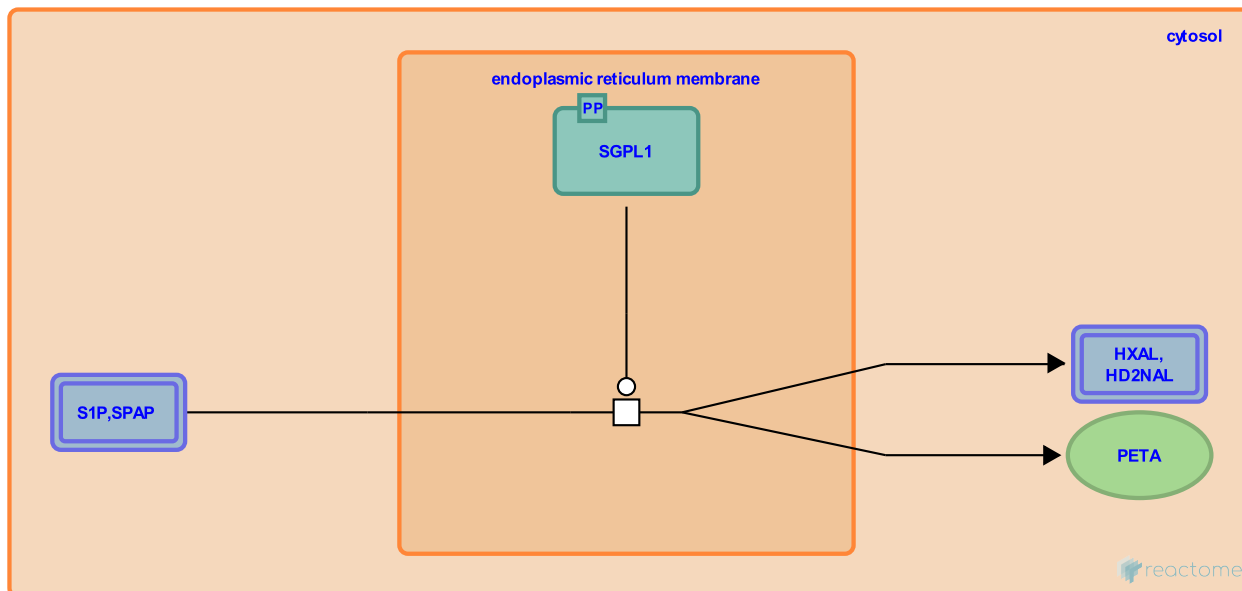 cytosol
endoplasmic reticulum membrane
PP
SGPL1
S1P,SPAP
HXAL,
HD2NAL
PETA
reactome